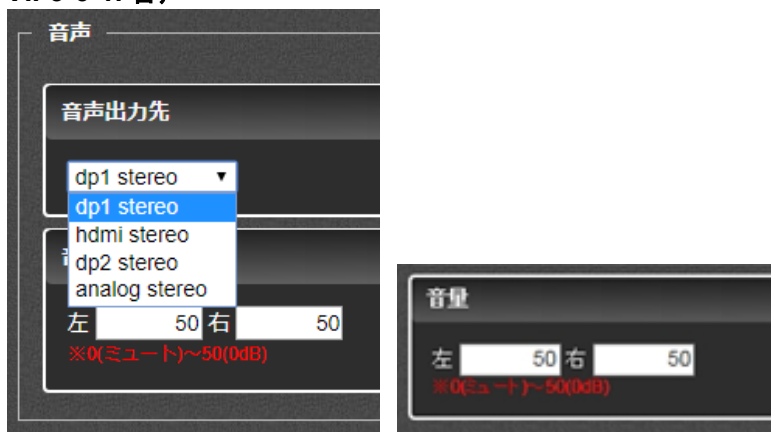 音声
音声出力先
dp1 stereo ▼
dp1 stereo
hdmi stereo
dp2 stereo
analog stereo
左 50 右 50
※0(ミュート)~50(0dB)
音量
左 50 右 50
※0(ミュート)~50(0dB)